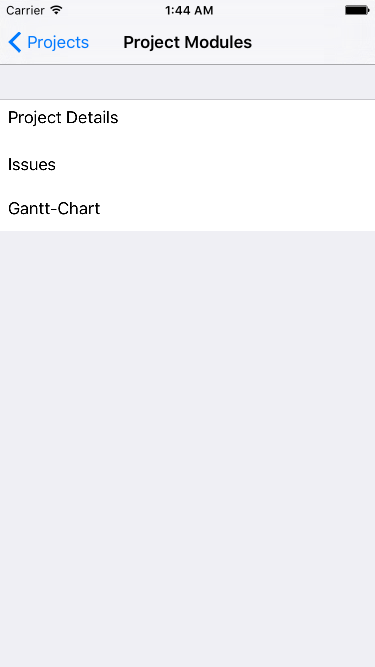 Carrier 1:44 AM
Projects Project Modules
Project Details
Issues
Gantt-Chart